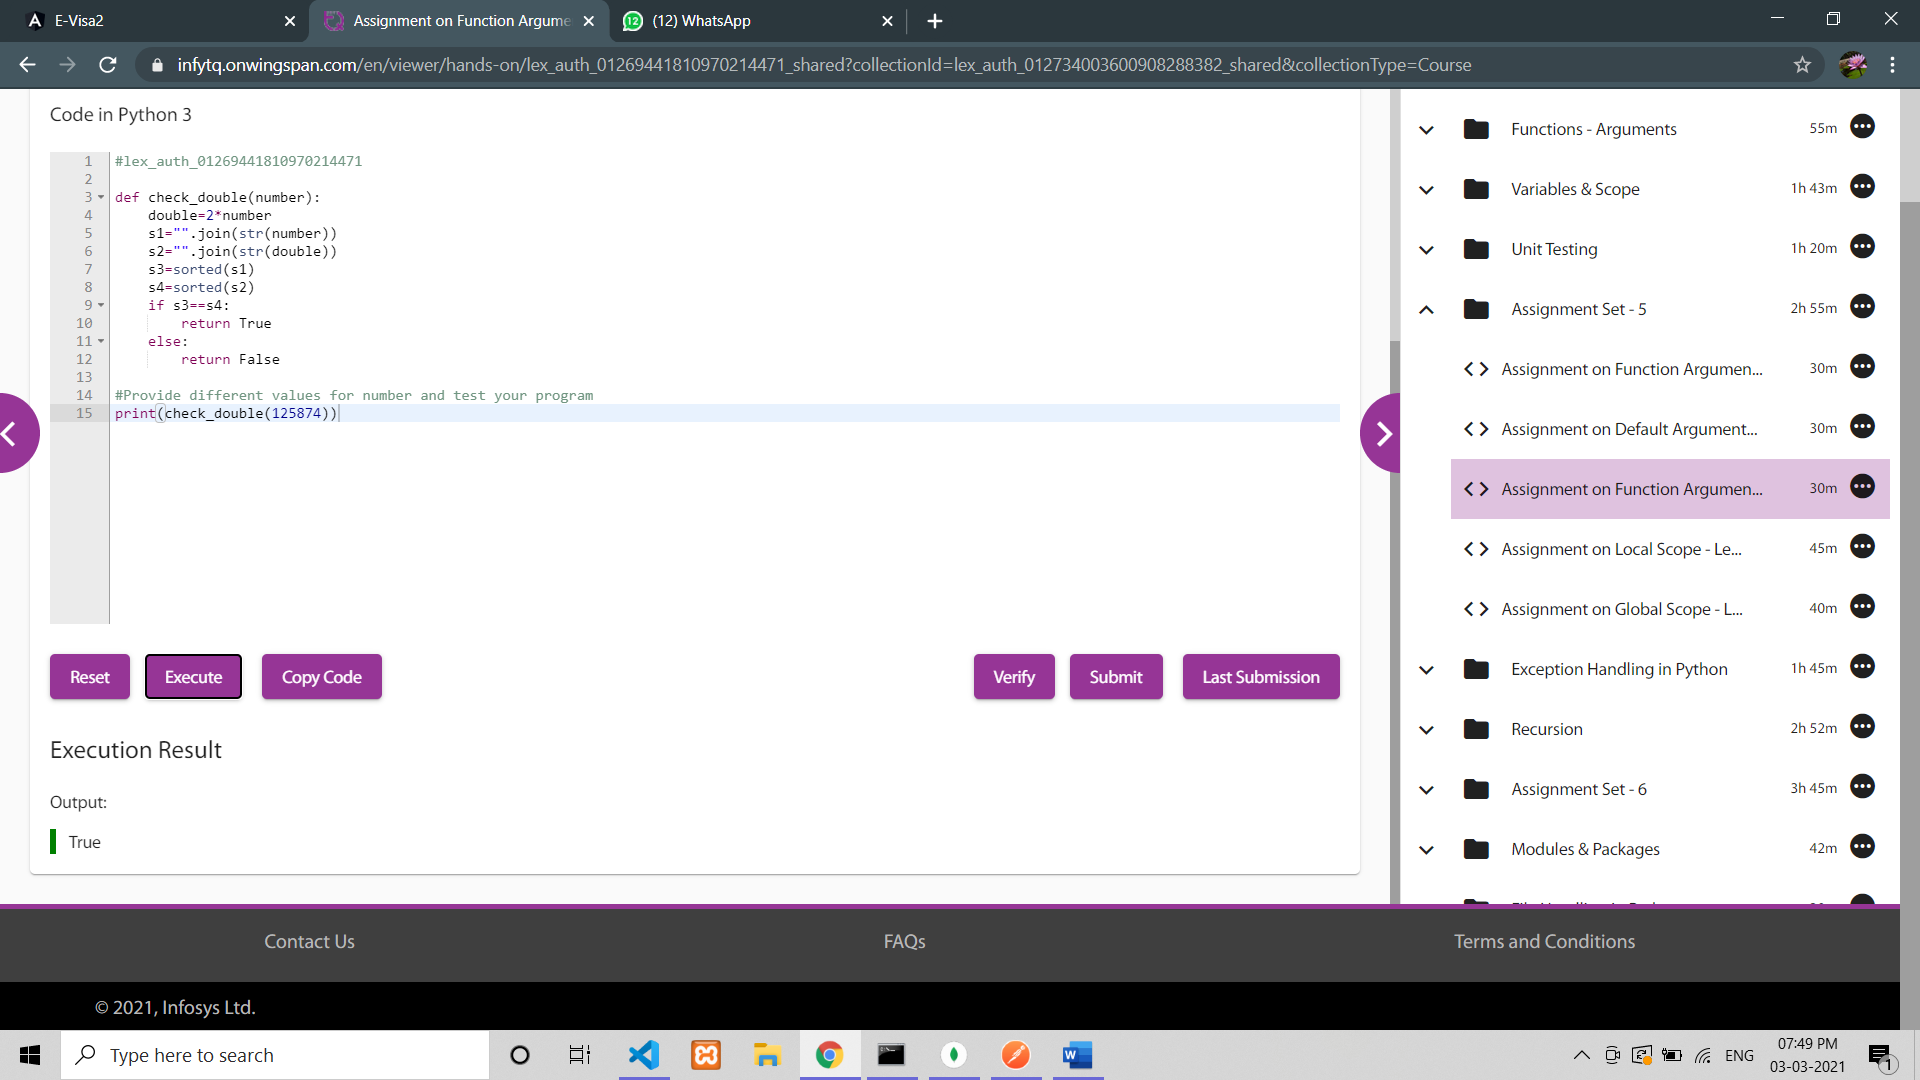 E-Visa2
Assignment on Function Argume
(12) WhatsApp
infytq.onwingspan.com/en/viewer/hands-on/lex_auth_01269441810970214471_shared?collectionId=lex_auth_012734003600908288382_shared&collectionType=Course
Code in Python 3
1 #lex_auth_01269441810970214471
2
3 def check_double(number):
4     double=2*number
5     s1="".join(str(number))
6     s2="".join(str(double))
7     s3=sorted(s1)
8     s4=sorted(s2)
9     if s3==s4:
10         return True
11     else:
12         return False
13
14 #Provide different values for number and test your program
15 print(check_double(125874))
Reset
Execute
Copy Code
Verify
Submit
Last Submission
Execution Result
Output:
True
Functions - Arguments 55m
Variables & Scope 1h 43m
Unit Testing 1h 20m
Assignment Set - 5 2h 55m
Assignment on Function Argumen... 30m
Assignment on Default Argument... 30m
Assignment on Function Argumen... 30m
Assignment on Local Scope - Le... 45m
Assignment on Global Scope - L... 40m
Exception Handling in Python 1h 45m
Recursion 2h 52m
Assignment Set - 6 3h 45m
Modules & Packages 42m
Contact Us
FAQs
Terms and Conditions
© 2021, Infosys Ltd.
Type here to search
ENG
07:49 PM
03-03-2021
1